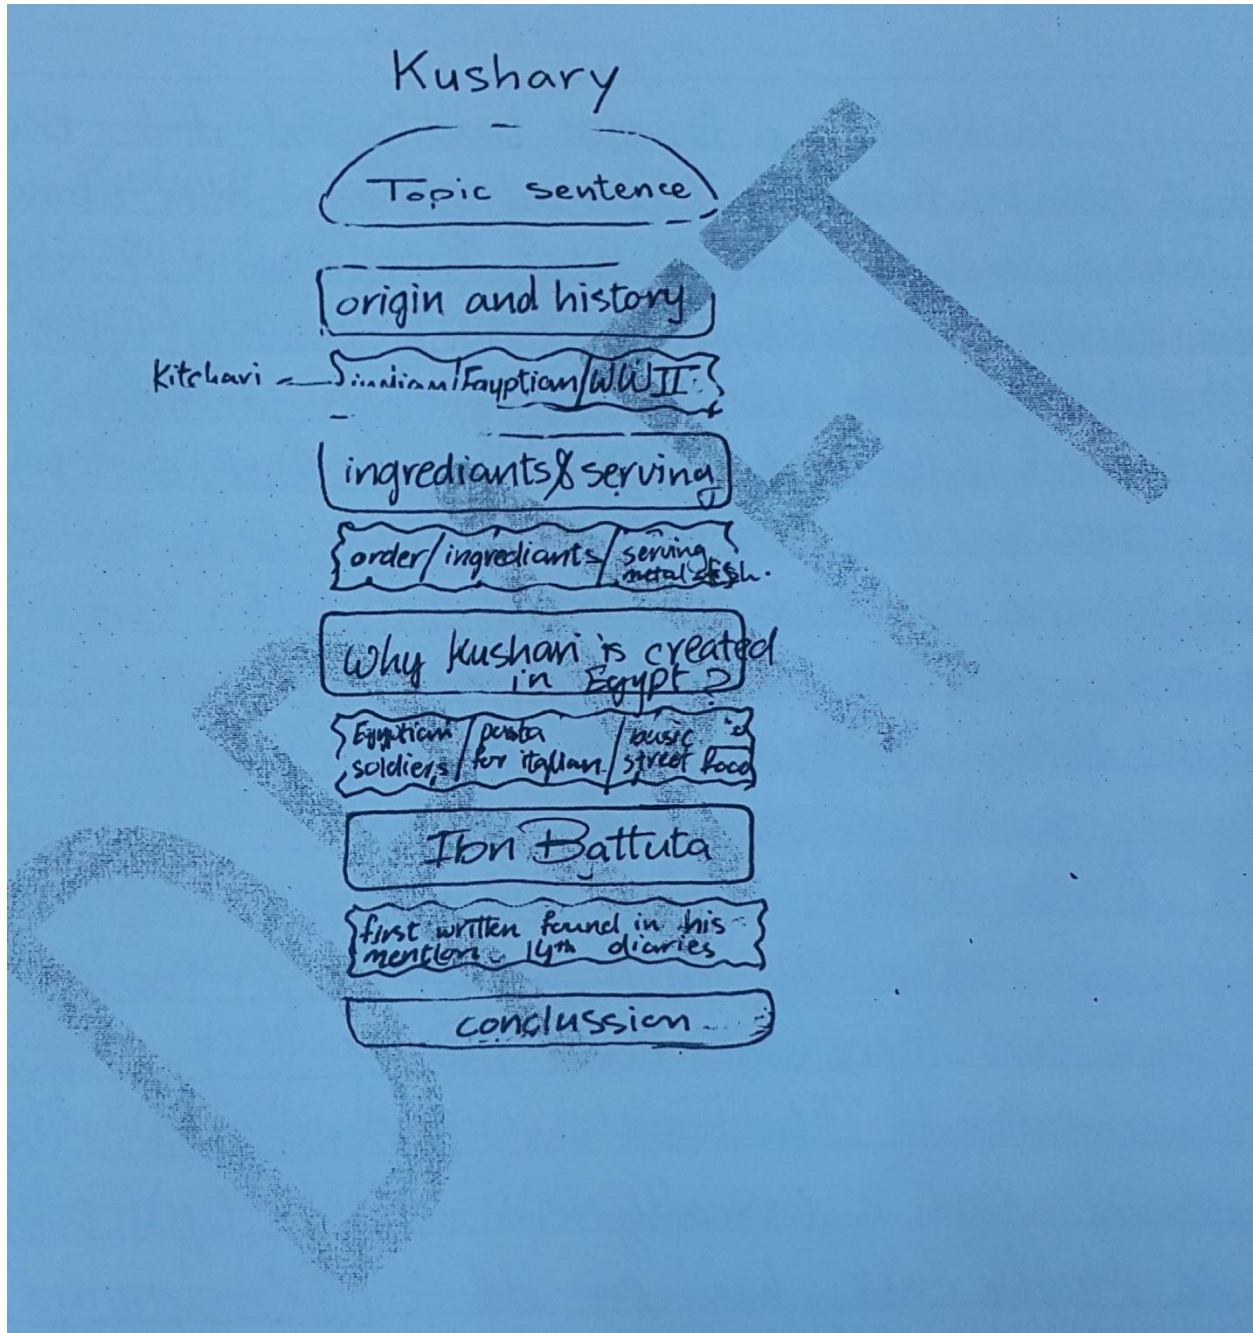 Kushary
Topic sentence
origin and history
Kitchari indian/Egyptian/WWII
ingrediants & serving
order/ingrediants/serving
metal dish.
Why Kushari is created
in Egypt?
Egyptian soldiers/pasta for italian/basic street food
Ibn Battuta
first written found in his
mention 14th diaries
conclussion
DRAFT